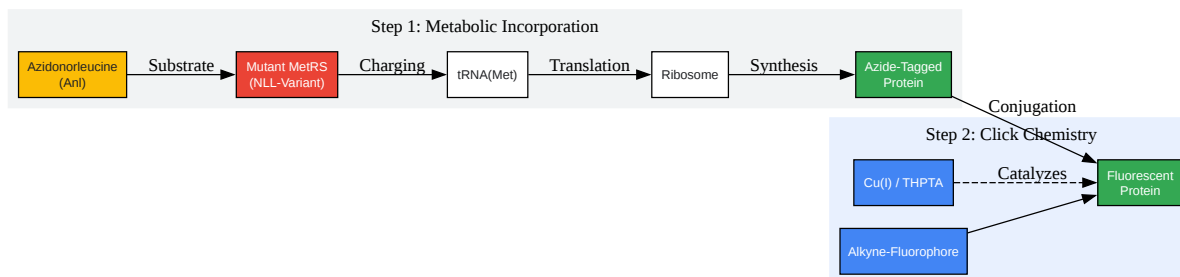 Step 1: Metabolic Incorporation
Azidonorleucine
(Anl)
Substrate
Mutant MetRS
(NLL-Variant)
Charging
tRNA(Met)
Translation
Ribosome
Synthesis
Azide-Tagged
Protein
Conjugation
Step 2: Click Chemistry
Cu(I) / THPTA
Catalyzes
Fluorescent
Protein
Alkyne-Fluorophore